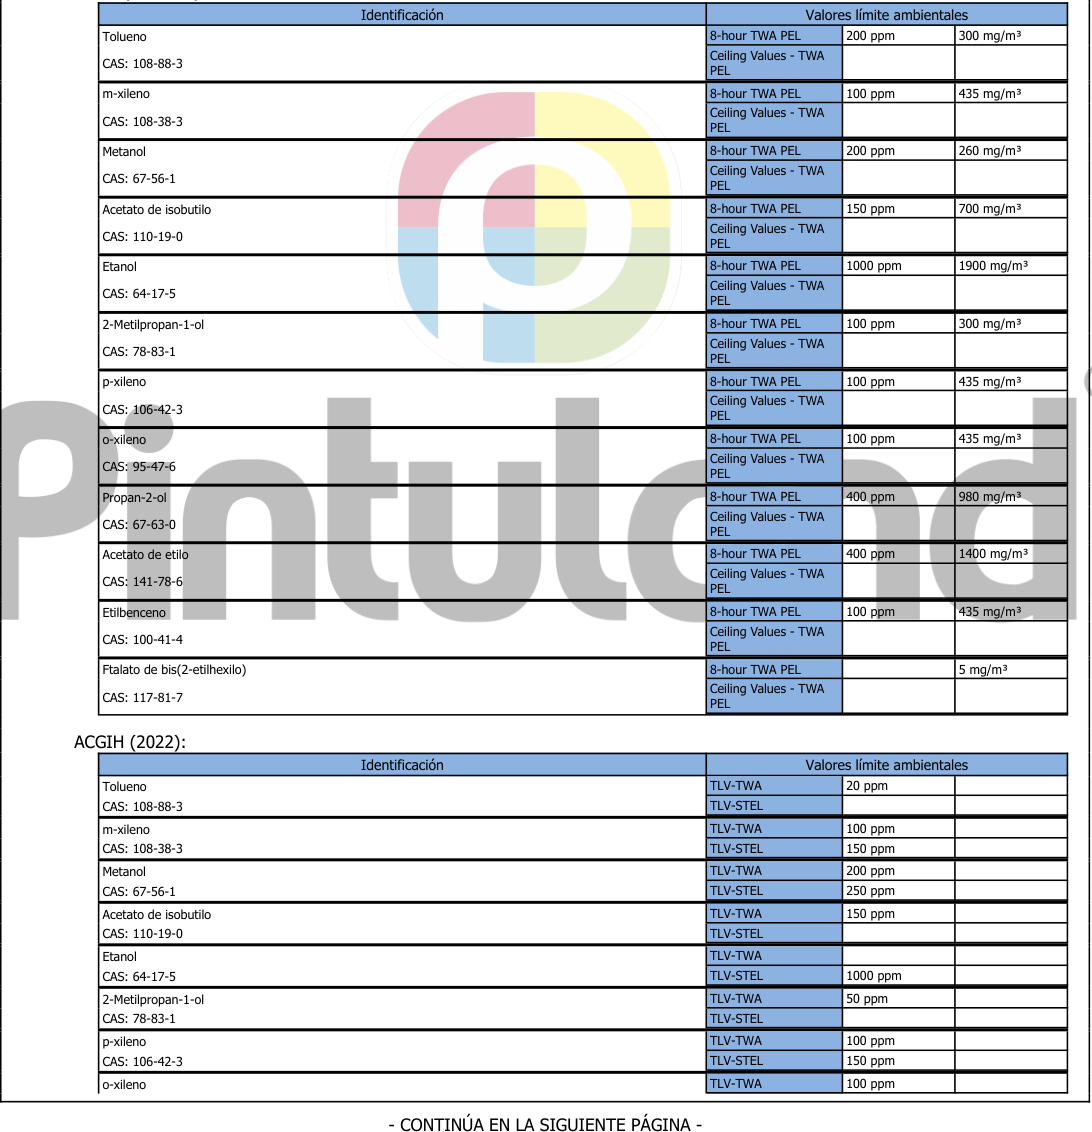 Identificación Valores límite ambientales
Tolueno 8-hour TWA PEL 200 ppm 300 mg/m³
CAS: 108-88-3 Ceiling Values - TWA
PEL
m-xileno 8-hour TWA PEL 100 ppm 435 mg/m³
CAS: 108-38-3 Ceiling Values - TWA
PEL
Metanol 8-hour TWA PEL 200 ppm 260 mg/m³
CAS: 67-56-1 Ceiling Values - TWA
PEL
Acetato de isobutilo 8-hour TWA PEL 150 ppm 700 mg/m³
CAS: 110-19-0 Ceiling Values - TWA
PEL
Etanol 8-hour TWA PEL 1000 ppm 1900 mg/m³
CAS: 64-17-5 Ceiling Values - TWA
PEL
2-Metilpropan-1-ol 8-hour TWA PEL 100 ppm 300 mg/m³
CAS: 78-83-1 Ceiling Values - TWA
PEL
p-xileno 8-hour TWA PEL 100 ppm 435 mg/m³
CAS: 106-42-3 Ceiling Values - TWA
PEL
o-xileno 8-hour TWA PEL 100 ppm 435 mg/m³
CAS: 95-47-6 Ceiling Values - TWA
PEL
Propan-2-ol 8-hour TWA PEL 400 ppm 980 mg/m³
CAS: 67-63-0 Ceiling Values - TWA
PEL
Acetato de etilo 8-hour TWA PEL 400 ppm 1400 mg/m³
CAS: 141-78-6 Ceiling Values - TWA
PEL
Etilbenceno 8-hour TWA PEL 100 ppm 435 mg/m³
CAS: 100-41-4 Ceiling Values - TWA
PEL
Ftalato de bis(2-etilhexilo) 8-hour TWA PEL 5 mg/m³
CAS: 117-81-7 Ceiling Values - TWA
PEL
Pintuland
ACGIH (2022):
Identificación Valores límite ambientales
Tolueno TLV-TWA 20 ppm
CAS: 108-88-3 TLV-STEL
m-xileno TLV-TWA 100 ppm
CAS: 108-38-3 TLV-STEL 150 ppm
Metanol TLV-TWA 200 ppm
CAS: 67-56-1 TLV-STEL 250 ppm
Acetato de isobutilo TLV-TWA 150 ppm
CAS: 110-19-0 TLV-STEL
Etanol TLV-TWA
CAS: 64-17-5 TLV-STEL 1000 ppm
2-Metilpropan-1-ol TLV-TWA 50 ppm
CAS: 78-83-1 TLV-STEL
p-xileno TLV-TWA 100 ppm
CAS: 106-42-3 TLV-STEL 150 ppm
o-xileno TLV-TWA 100 ppm
- CONTINÚA EN LA SIGUIENTE PÁGINA -